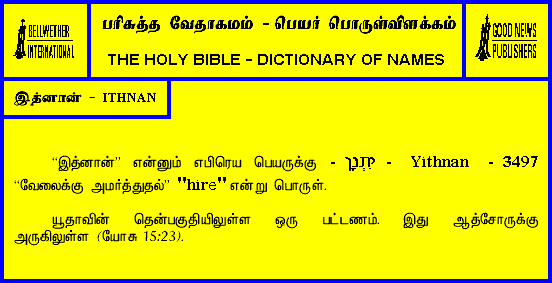 BELLWETHER
INTERNATIONAL
பரிசுத்த வேதாகமம் - பெயர் பொருள்விளக்கம்
THE HOLY BIBLE - DICTIONARY OF NAMES
GOOD NEWS
PUBLISHERS
இத்னான் - ITHNAN
“இத்னான்” என்னும் எபிரெய பெயருக்கு - יִתְנָן - Yithnan - 3497
“வேலைக்கு அமர்த்துதல்” "hire" என்று பொருள்.
யூதாவின் தென்பகுதியிலுள்ள ஒரு பட்டணம். இது ஆத்சோருக்கு
அருகிலுள்ள (யோசு 15:23).